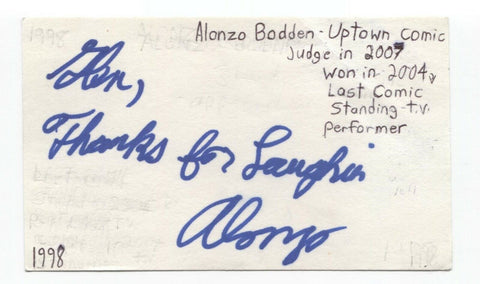 Alonzo Bodden - Uptown Comic
Judge in 2007
Won in 2004
Last Comic
Standing - t.v.
performer
Ken,
Thanks for Laughin
Alonzo
1998
1998